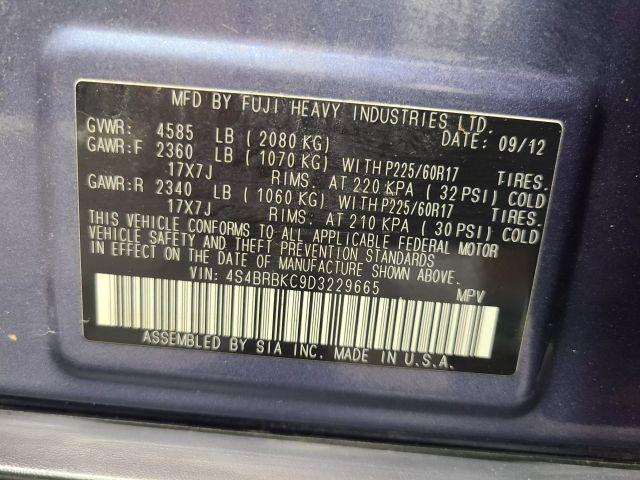 MFD BY FUJI HEAVY INDUSTRIES LTD.
GVWR: 4585 LB ( 2080 KG) DATE: 09/12
GAWR:F 2360 LB ( 1070 KG) WITH P225/60R17 TIRES.
17X7J RIMS. AT 220 KPA ( 32 PSI) COLD
GAWR:R 2340 LB ( 1060 KG) WITH P225/60R17 TIRES.
17X7J RIMS. AT 210 KPA ( 30 PSI) COLD
THIS VEHICLE CONFORMS TO ALL APPLICABLE FEDERAL MOTOR
VEHICLE SAFETY AND THEFT PREVENTION STANDARDS
IN EFFECT ON THE DATE OF MANUFACTURE SHOWN ABOVE.
VIN: 4S4BRBKC9D3229665 MPV
ASSEMBLED BY SIA INC. MADE IN U.S.A.